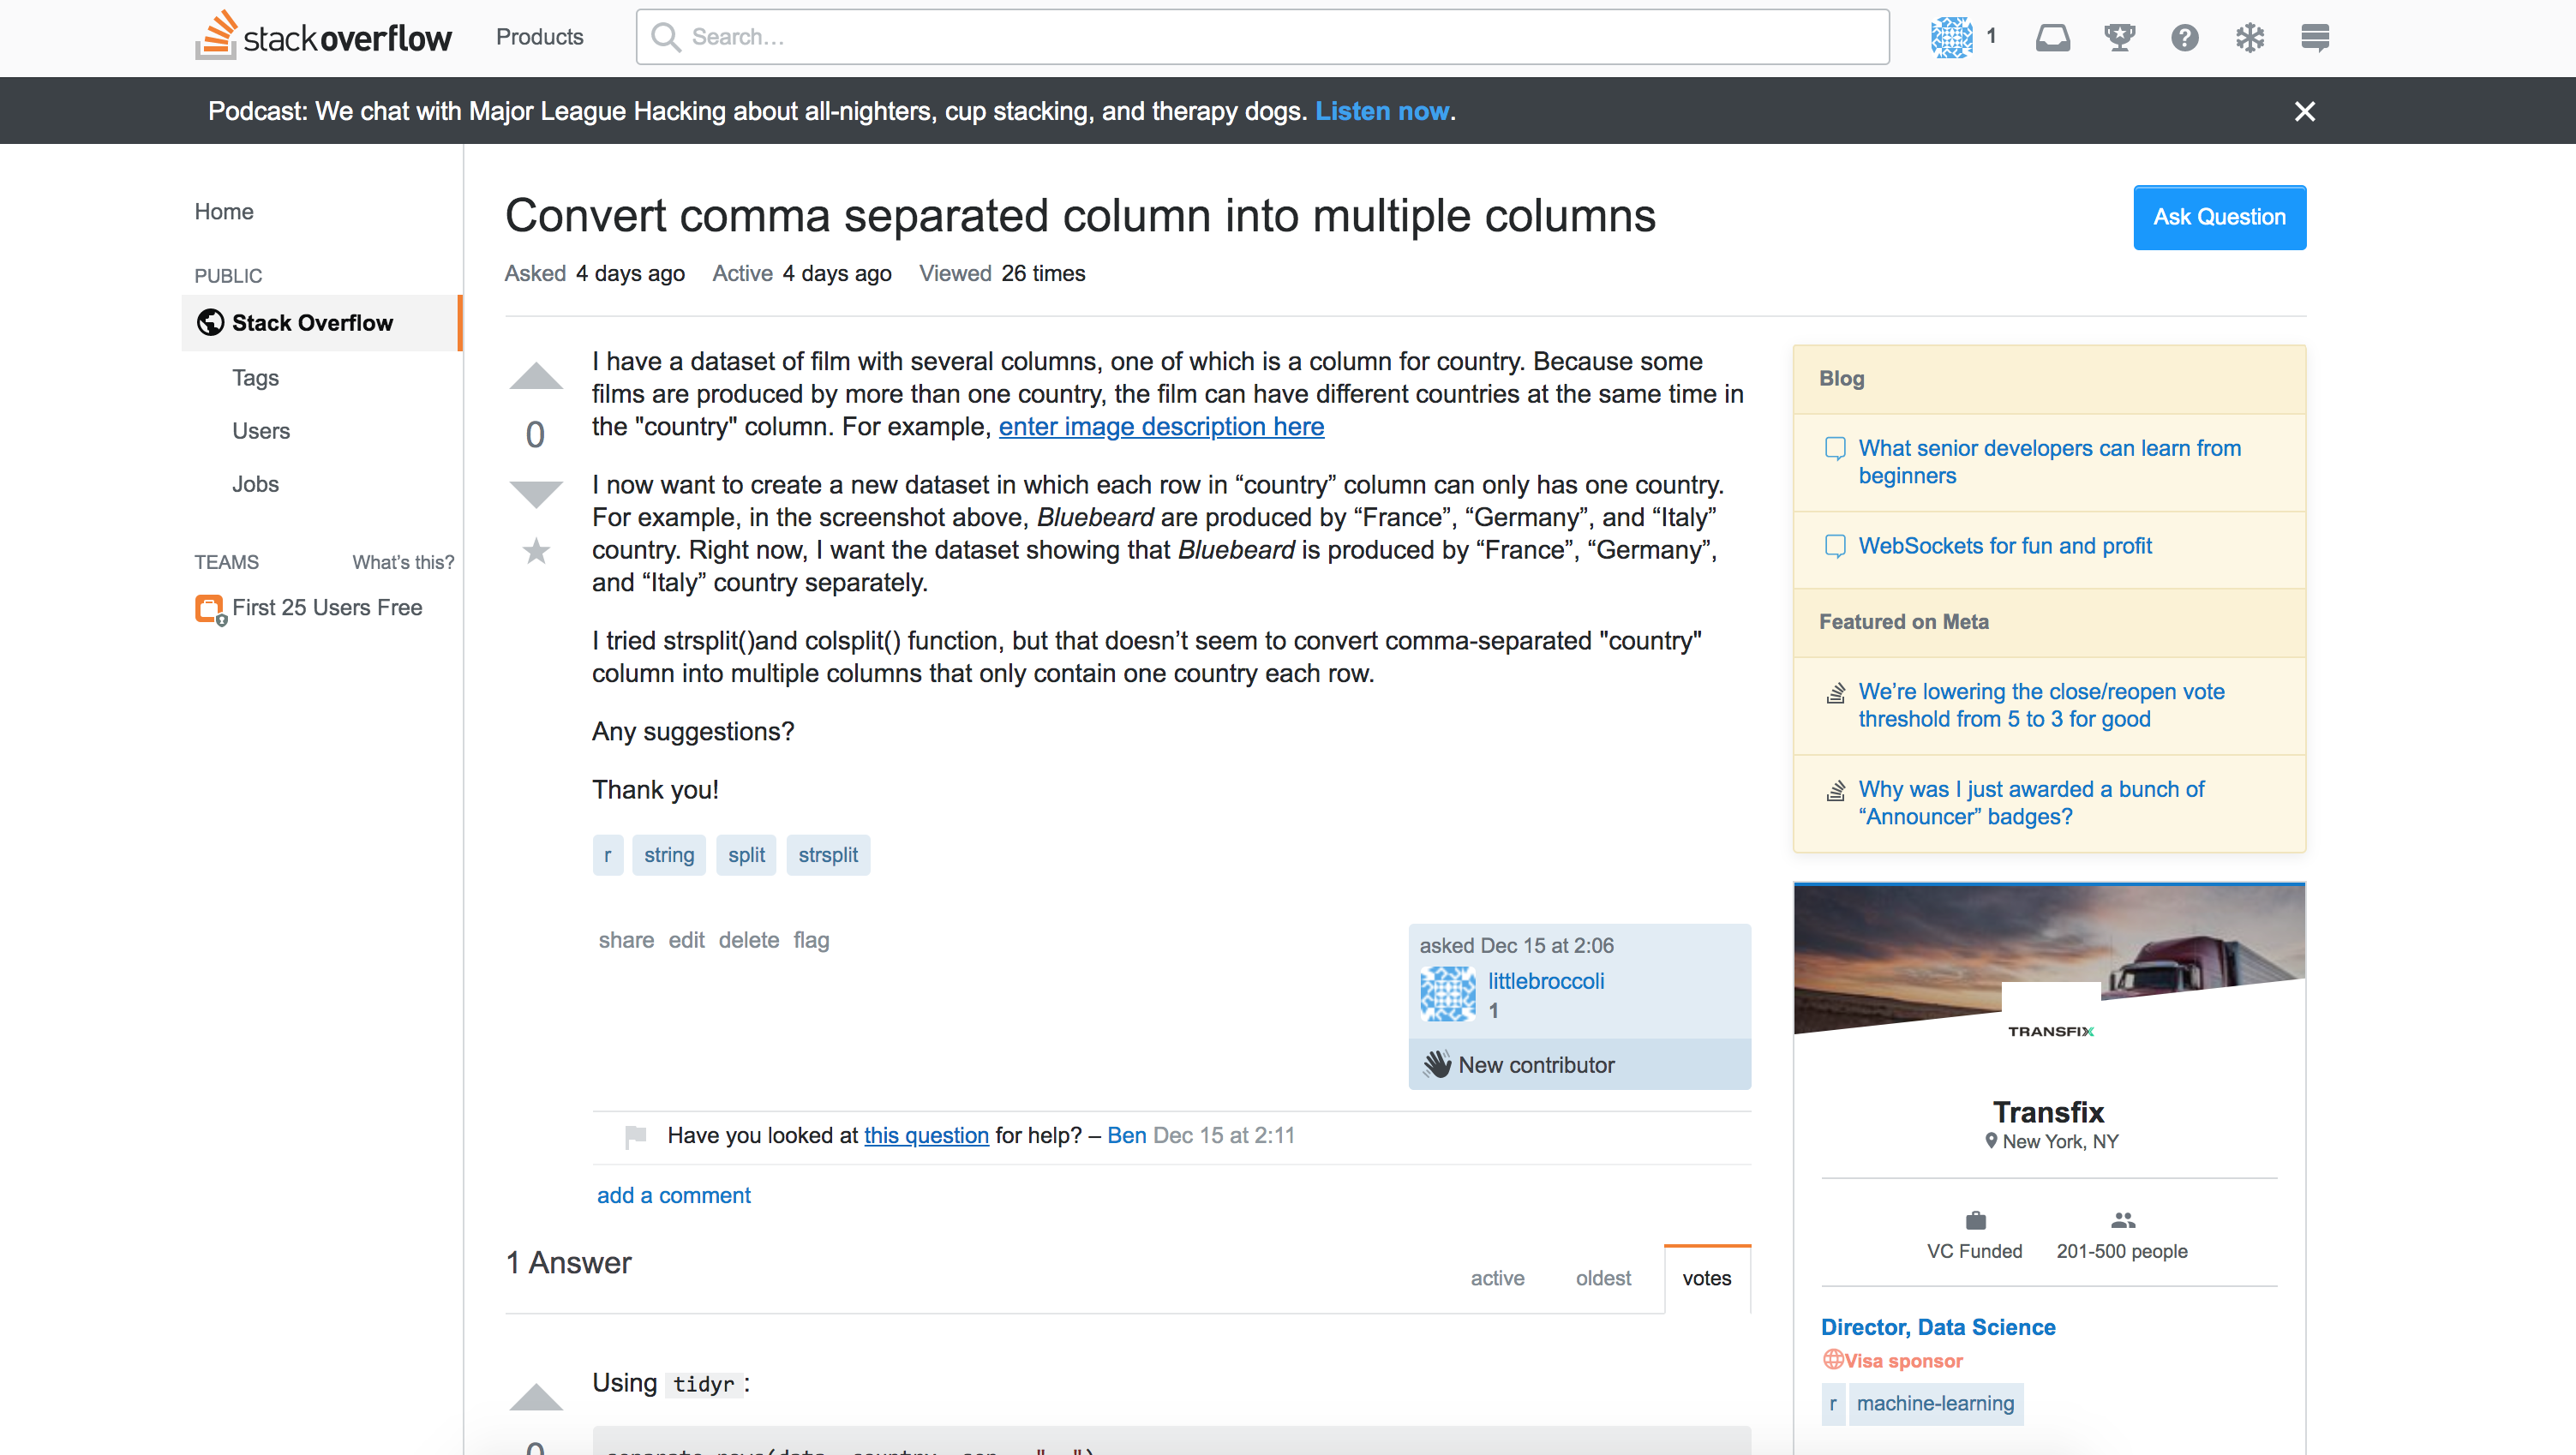 stackoverflow
Products
Search…
1
Podcast: We chat with Major League Hacking about all-nighters, cup stacking, and therapy dogs. Listen now.
Home
PUBLIC
Stack Overflow
Tags
Users
Jobs
TEAMS What's this?
First 25 Users Free
Convert comma separated column into multiple columns
Ask Question
Asked 4 days ago Active 4 days ago Viewed 26 times
0
I have a dataset of film with several columns, one of which is a column for country. Because some
films are produced by more than one country, the film can have different countries at the same time in
the "country" column. For example, enter image description here
I now want to create a new dataset in which each row in “country” column can only has one country.
For example, in the screenshot above, Bluebeard are produced by “France”, “Germany”, and “Italy”
country. Right now, I want the dataset showing that Bluebeard is produced by “France”, “Germany”,
and “Italy” country separately.
I tried strsplit()and colsplit() function, but that doesn’t seem to convert comma-separated "country"
column into multiple columns that only contain one country each row.
Any suggestions?
Thank you!
r string split strsplit
share edit delete flag
asked Dec 15 at 2:06
littlebroccoli
1
New contributor
Have you looked at this question for help? – Ben Dec 15 at 2:11
add a comment
1 Answer
active oldest votes
Using tidyr :
0
Blog
What senior developers can learn from
beginners
WebSockets for fun and profit
Featured on Meta
We’re lowering the close/reopen vote
threshold from 5 to 3 for good
Why was I just awarded a bunch of
“Announcer” badges?
TRANSFIX
Transfix
New York, NY
VC Funded 201-500 people
Director, Data Science
Visa sponsor
r machine-learning